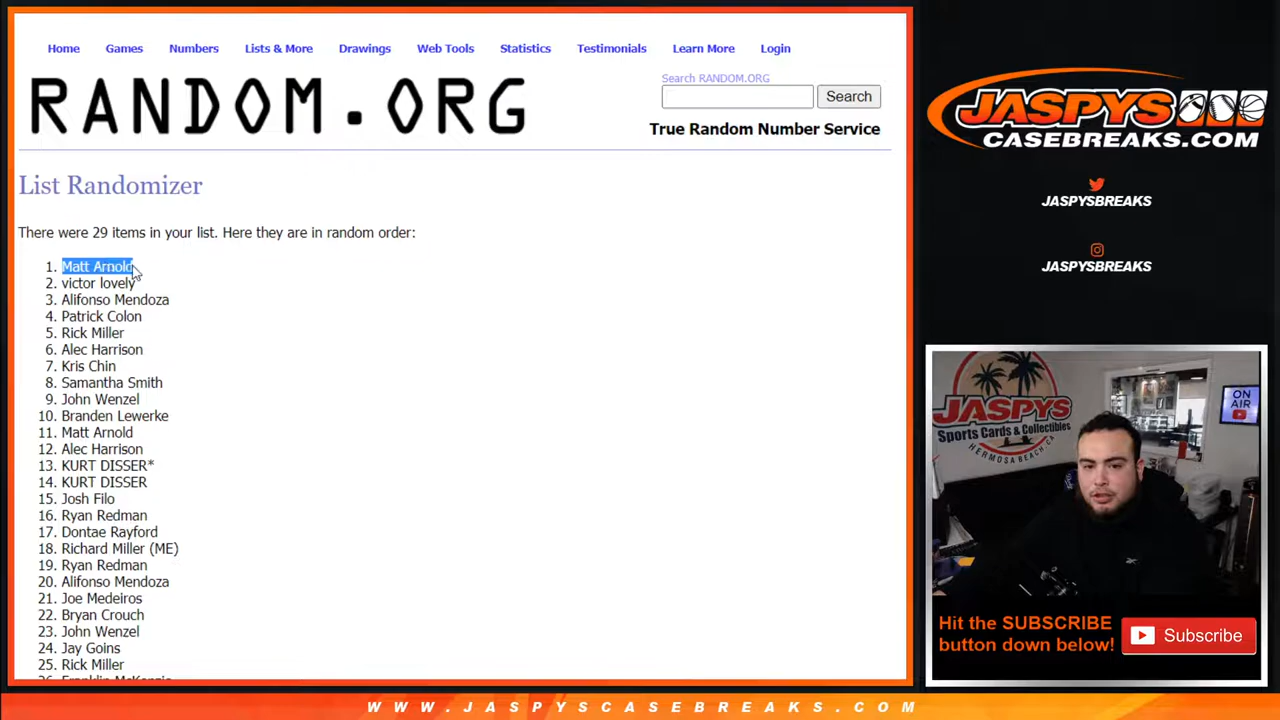 Home Games Numbers Lists & More Drawings Web Tools Statistics Testimonials Learn More Login
RANDOM.ORG
Search RANDOM.ORG
Search
True Random Number Service
List Randomizer
There were 29 items in your list. Here they are in random order:
1. Matt Arnold
2. victor lovely
3. Alifonso Mendoza
4. Patrick Colon
5. Rick Miller
6. Alec Harrison
7. Kris Chin
8. Samantha Smith
9. John Wenzel
10. Branden Lewerke
11. Matt Arnold
12. Alec Harrison
13. KURT DISSER*
14. KURT DISSER
15. Josh Filo
16. Ryan Redman
17. Dontae Rayford
18. Richard Miller (ME)
19. Ryan Redman
20. Alifonso Mendoza
21. Joe Medeiros
22. Bryan Crouch
23. John Wenzel
24. Jay Goins
25. Rick Miller
JASPYS
CASEBREAKS.COM
JASPYSBREAKS
JASPYSBREAKS
JASPYS
Sports Cards & Collectibles
HERMOSA BEACH, CA
ON
AIR
Hit the SUBSCRIBE
button down below!
Subscribe
WWW.JASPYSCASEBREAKS.COM